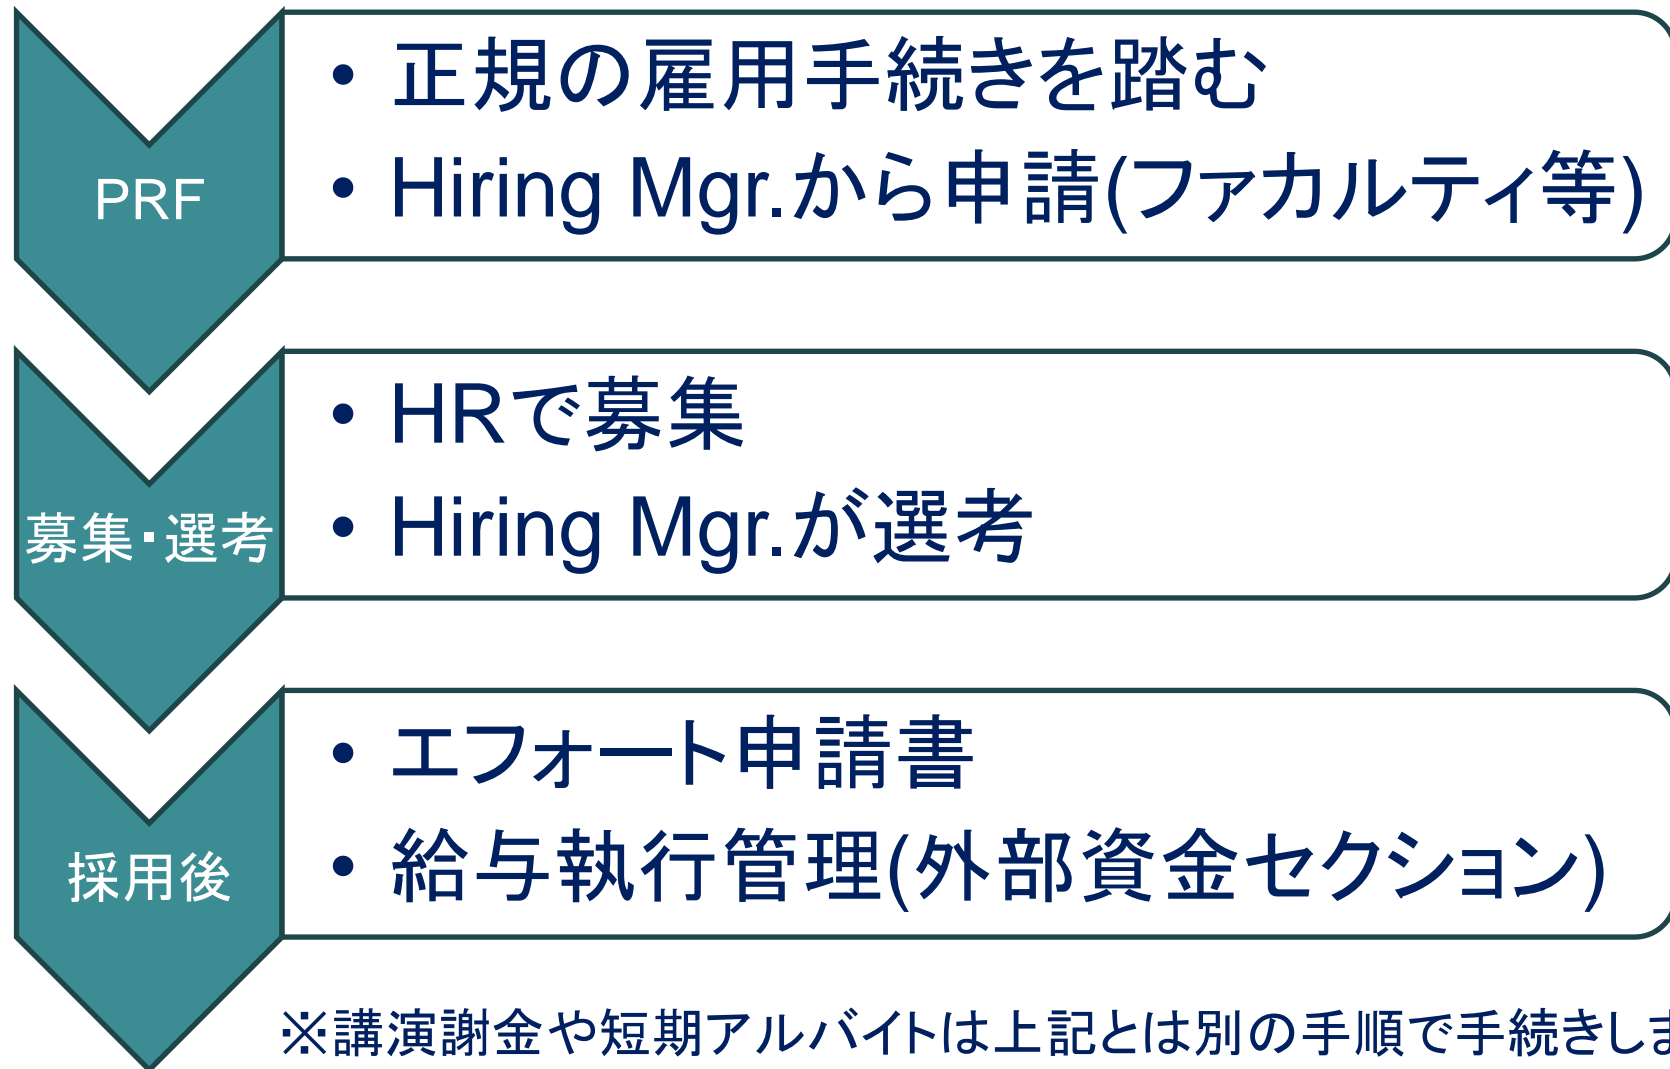 PRF
• 正規の雇用手続きを踏む
• Hiring Mgr.から申請(ファカルティ等)
募集・選考
• HRで募集
• Hiring Mgr.が選考
採用後
• エフォート申請書
• 給与執行管理(外部資金セクション)
※講演謝金や短期アルバイトは上記とは別の手順で手続きしま